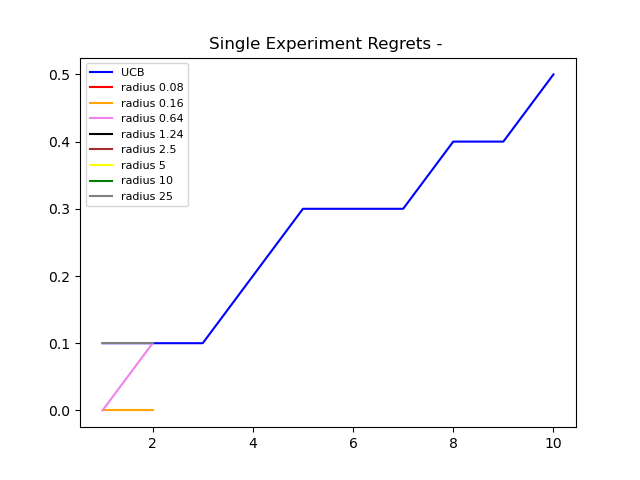 Single Experiment Regrets -
0.5
0.4
0.3
0.2
0.1
0.0
UCB
radius 0.08
radius 0.16
radius 0.64
radius 1.24
radius 2.5
radius 5
radius 10
radius 25
2 4 6 8 10